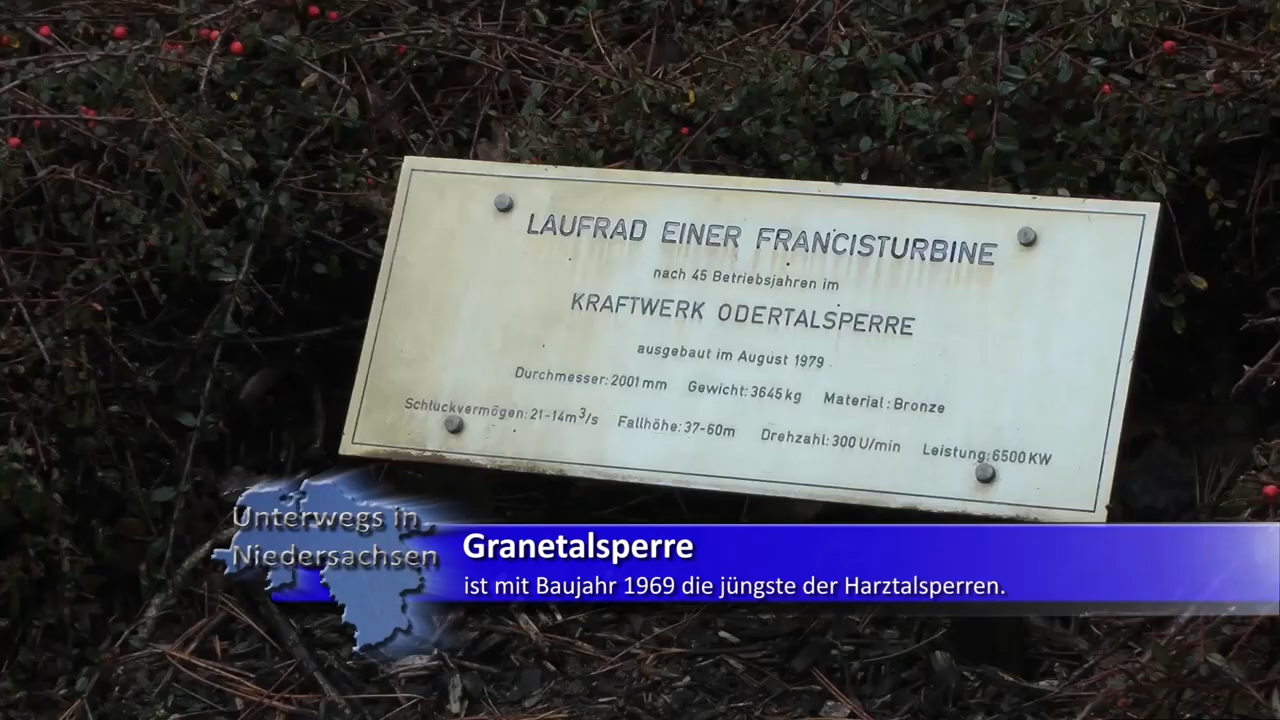 LAUFRAD EINER FRANCISTURBINE
nach 45 Betriebsjahren im
KRAFTWERK ODERTALSPERRE
ausgebaut im August 1979
Durchmesser: 2001 mm Gewicht: 3645 kg Material: Bronze
Schluckvermögen: 21-14m³/s Fallhöhe: 37-60m Drehzahl: 300 U/min Leistung: 6500 KW
Unterwegs in
Niedersachsen
Granetalsperre
ist mit Baujahr 1969 die jüngste der Harztalsperren.